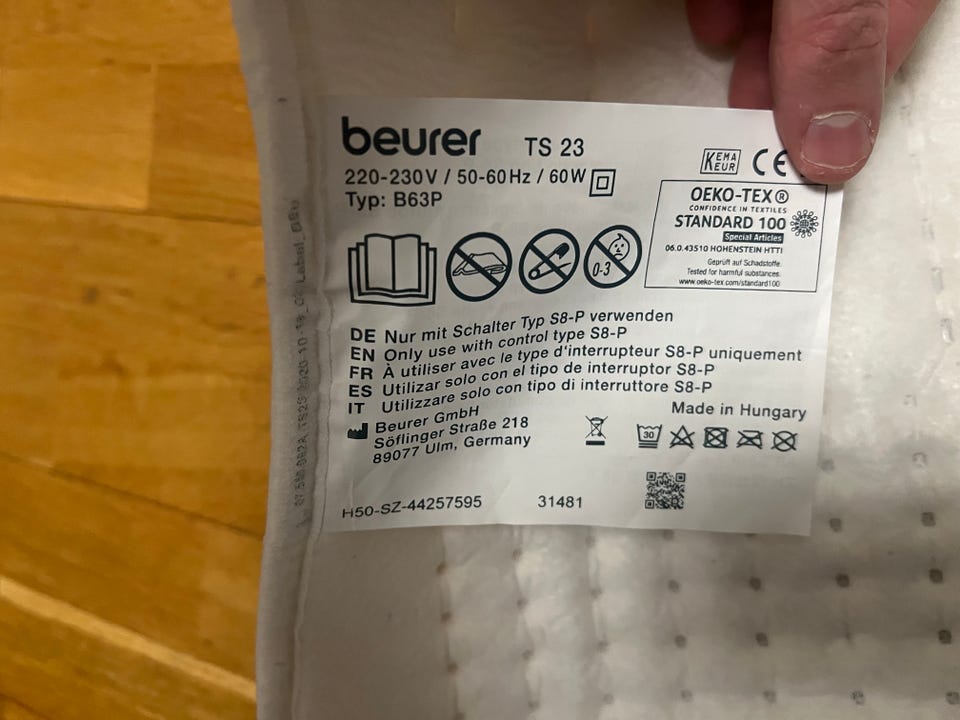 beurer TS 23
220-230V / 50-60Hz / 60W
Typ: B63P
KEMA
EUR
CE
OEKO-TEX®
CONFIDENCE IN TEXTILES
STANDARD 100
Special Articles
06.0.43510 HOHENSTEIN HTTI
Geprüft auf Schadstoffe.
Tested for harmful substances.
www.oeko-tex.com/standard100
0-3
DE Nur mit Schalter Typ S8-P verwenden
EN Only use with control type S8-P
FR À utiliser avec le type d'interrupteur S8-P uniquement
ES Utilizar solo con el tipo de interruptor S8-P
IT Utilizzare solo con tipo di interruttore S8-P
Beurer GmbH
Söflinger Straße 218
89077 Ulm, Germany
Made in Hungary
30
H50-SZ-44257595 31481